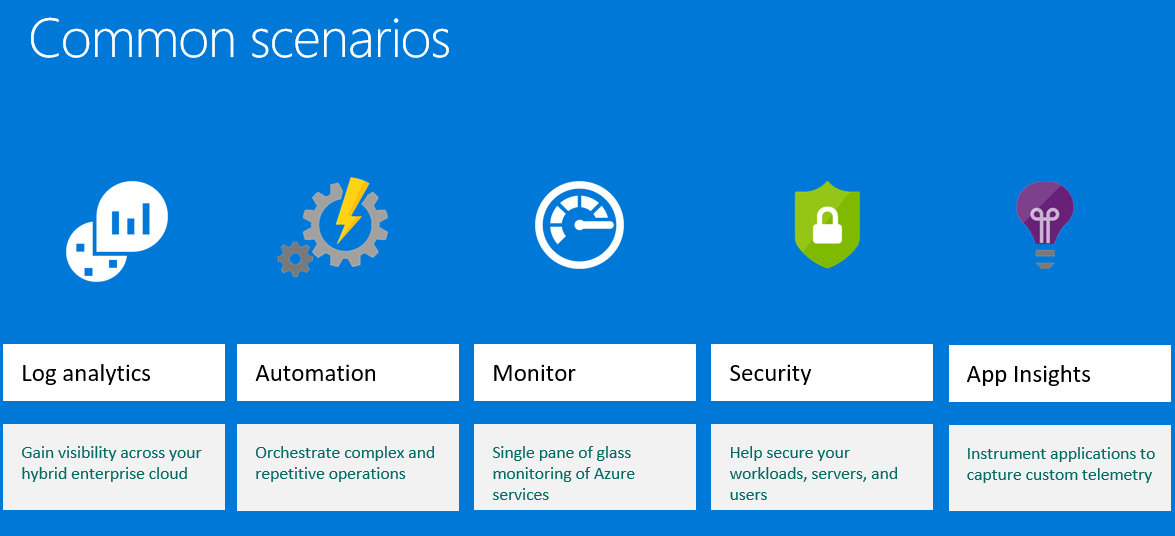 Common scenarios
Log analytics
Automation
Monitor
Security
App Insights
Gain visibility across your
hybrid enterprise cloud
Orchestrate complex and
repetitive operations
Single pane of glass
monitoring of Azure
services
Help secure your
workloads, servers, and
users
Instrument applications to
capture custom telemetry